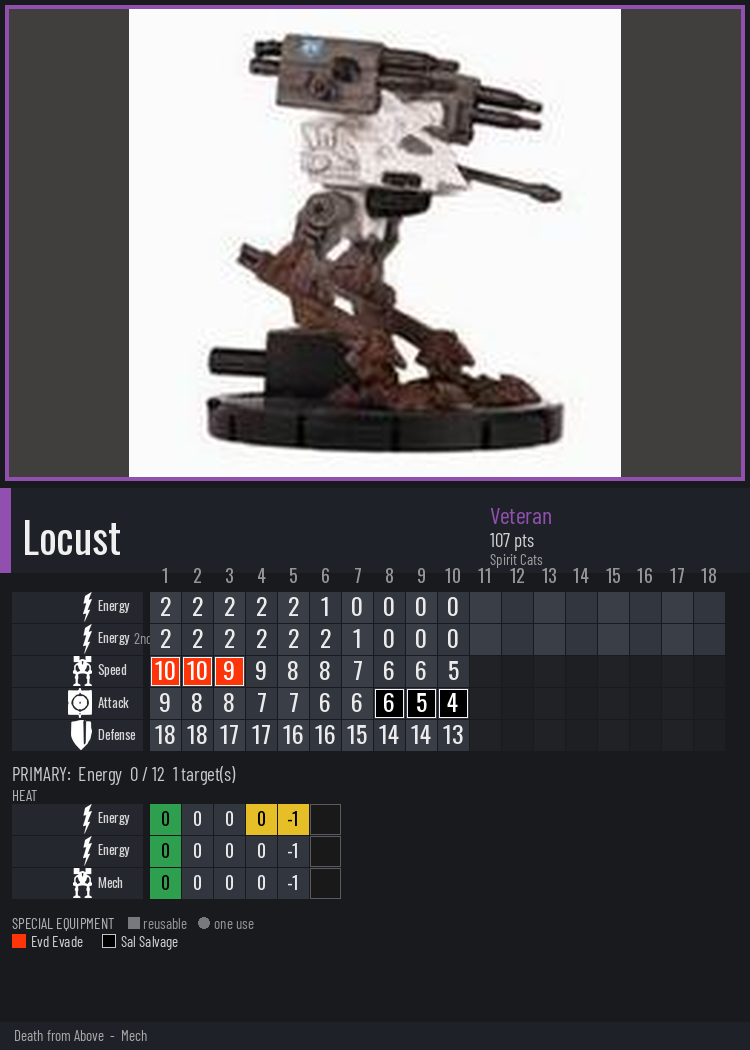 Locust
Veteran
107 pts
Spirit Cats
1 2 3 4 5 6 7 8 9 10 11 12 13 14 15 16 17 18
Energy 2 2 2 2 2 1 0 0 0 0
Energy 2nd 2 2 2 2 2 2 1 0 0 0
Speed 10 10 9 9 8 8 7 6 6 5
Attack 9 8 8 7 7 6 6 6 5 4
Defense 18 18 17 17 16 16 15 14 14 13
PRIMARY: Energy 0 / 12 1 target(s)
HEAT
Energy 0 0 0 0 -1
Energy 0 0 0 0 -1
Mech 0 0 0 0 -1
SPECIAL EQUIPMENT reusable one use
Evd Evade Sal Salvage
Death from Above - Mech